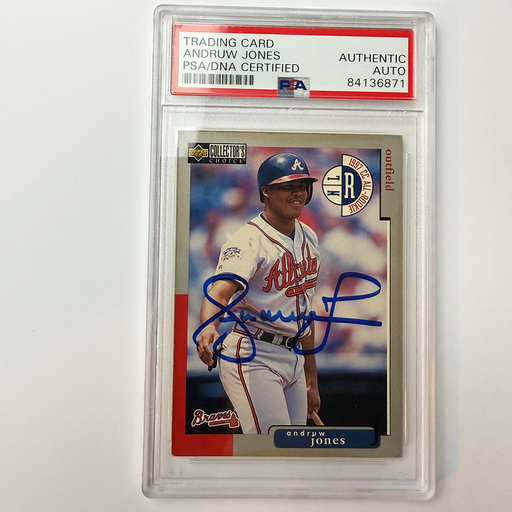 TRADING CARD
ANDRUW JONES
PSA/DNA CERTIFIED
AUTHENTIC
AUTO
84136871
PSA
UPPER DECK
COLLECTOR'S
CHOICE
1997 CC ALL-ROOKIE
R
outfield
A
Atlanta
Braves
andruw
jones